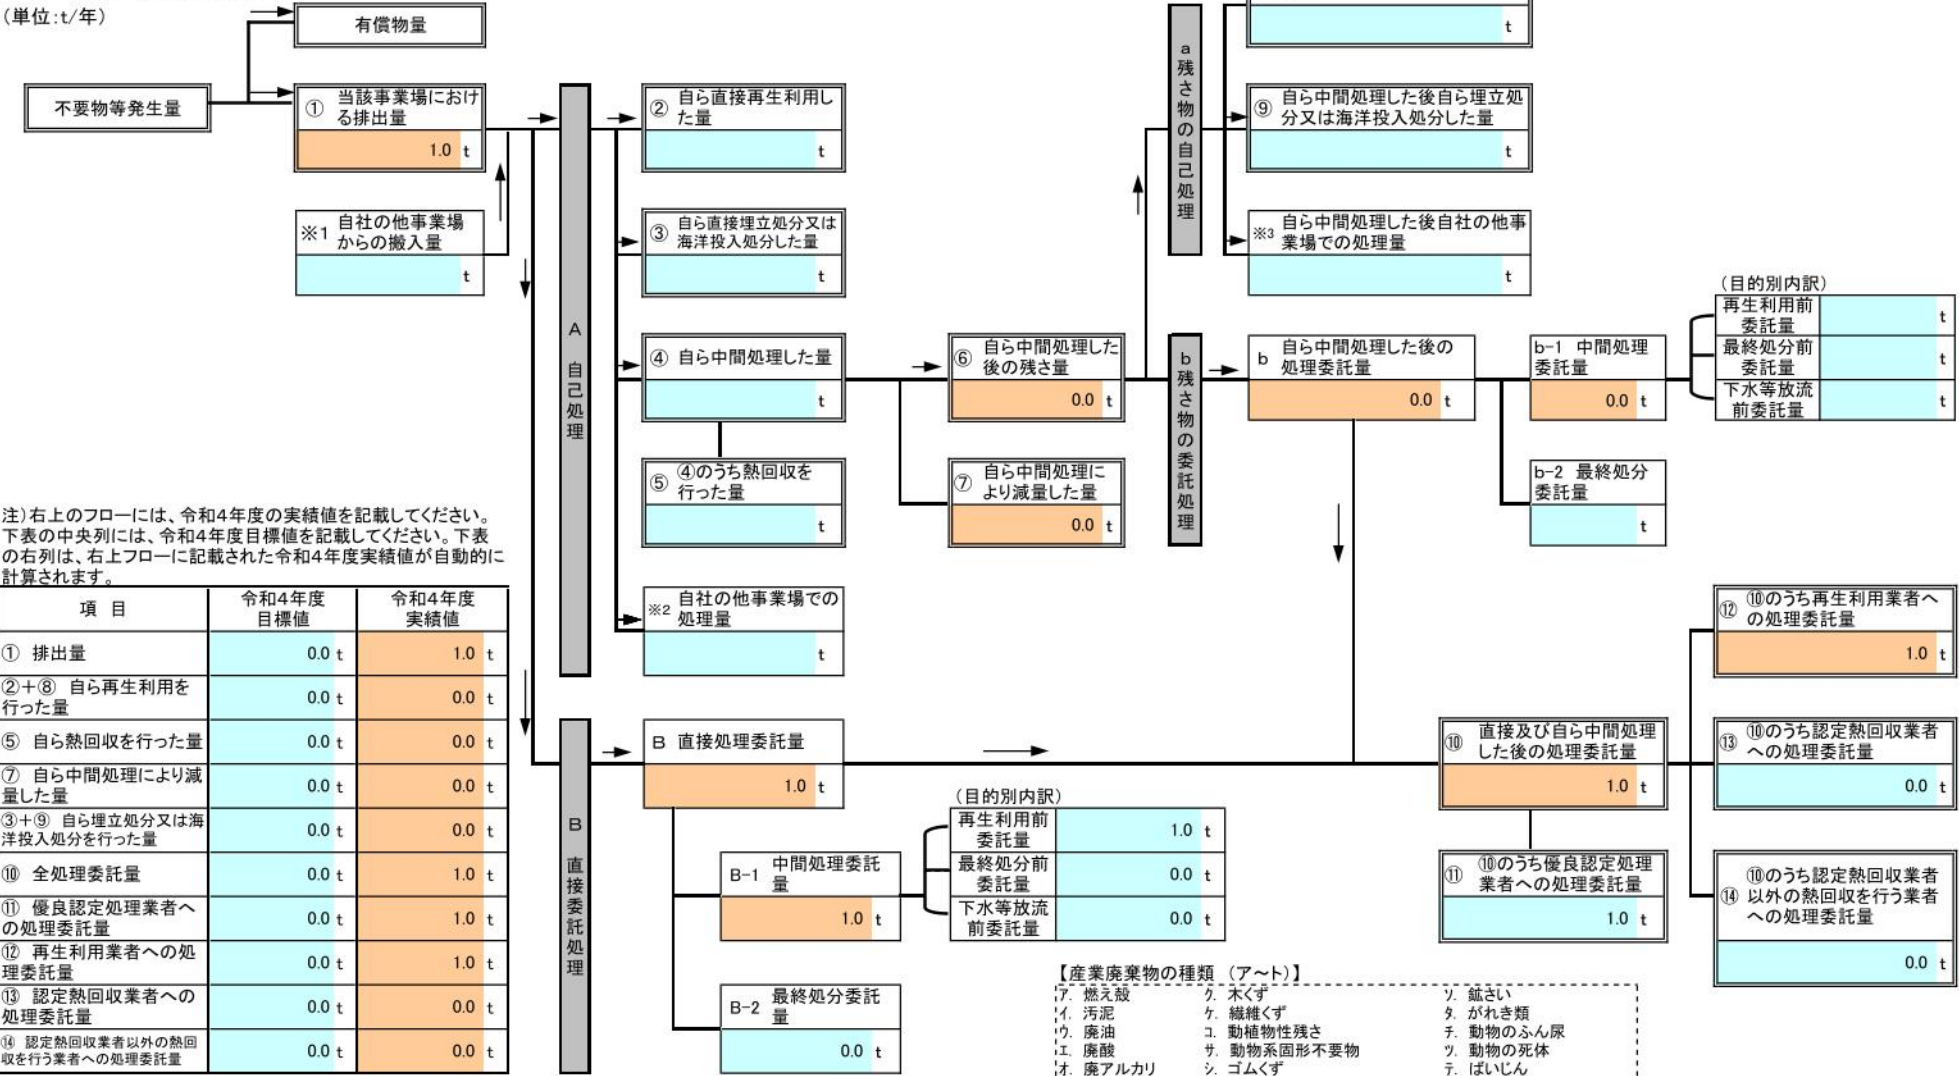 (単位:t/年)
有償物量
不要物等発生量
① 当該事業場におけ
る排出量
1.0 t
※1 自社の他事業場
からの搬入量
t
A 自己処理
② 自ら直接再生利用し
た量
t
③ 自ら直接埋立処分又は
海洋投入処分した量
t
④ 自ら中間処理した量
t
⑤ ④のうち熱回収を
行った量
t
※2 自社の他事業場での
処理量
t
⑥ 自ら中間処理した
後の残さ量
0.0 t
⑦ 自ら中間処理に
より減量した量
0.0 t
a 残さ物の自己処理
t
⑨ 自ら中間処理した後自ら埋立処
分又は海洋投入処分した量
t
※3 自ら中間処理した後自社の他事
業場での処理量
t
b 残さ物の委託処理
b 自ら中間処理した後の
処理委託量
0.0 t
b-1 中間処理
委託量
0.0 t
(目的別内訳)
再生利用前
委託量
t
最終処分前
委託量
t
下水等放流
前委託量
t
b-2 最終処分
委託量
t
注)右上のフローには、令和4年度の実績値を記載してください。
下表の中央列には、令和4年度目標値を記載してください。下表
の右列は、右上フローに記載された令和4年度実績値が自動的に
計算されます。
項 目 令和4年度 目標値 令和4年度 実績値
① 排出量 0.0 t 1.0 t
②+⑧ 自ら再生利用を
行った量 0.0 t 0.0 t
⑤ 自ら熱回収を行った量 0.0 t 0.0 t
⑦ 自ら中間処理により減
量した量 0.0 t 0.0 t
③+⑨ 自ら埋立処分又は海
洋投入処分を行った量 0.0 t 0.0 t
⑩ 全処理委託量 0.0 t 1.0 t
⑪ 優良認定処理業者へ
の処理委託量 0.0 t 1.0 t
⑫ 再生利用業者への処
理委託量 0.0 t 1.0 t
⑬ 認定熱回収業者への
処理委託量 0.0 t 0.0 t
⑭ 認定熱回収業者以外の熱回
収を行う業者への処理委託量 0.0 t 0.0 t
B 直接委託処理
B 直接処理委託量
1.0 t
B-1 中間処理委託
量
1.0 t
(目的別内訳)
再生利用前
委託量 1.0 t
最終処分前
委託量 0.0 t
下水等放流
前委託量 0.0 t
B-2 最終処分委託
量
0.0 t
⑩ 直接及び自ら中間処理
した後の処理委託量
1.0 t
⑪ ⑩のうち優良認定処理
業者への処理委託量
1.0 t
⑫ ⑩のうち再生利用業者へ
の処理委託量
1.0 t
⑬ ⑩のうち認定熱回収業者
への処理委託量
0.0 t
⑭ ⑩のうち認定熱回収業者
以外の熱回収を行う業者
への処理委託量
0.0 t
【産業廃棄物の種類 (ア~ト)】
ア. 燃え殻 ク. 木くず ソ. 鉱さい
イ. 汚泥 ケ. 繊維くず タ. がれき類
ウ. 廃油 コ. 動植物性残さ チ. 動物のふん尿
エ. 廃酸 サ. 動物系固形不要物 ツ. 動物の死体
オ. 廃アルカリ シ. ゴムくず テ. ばいじん